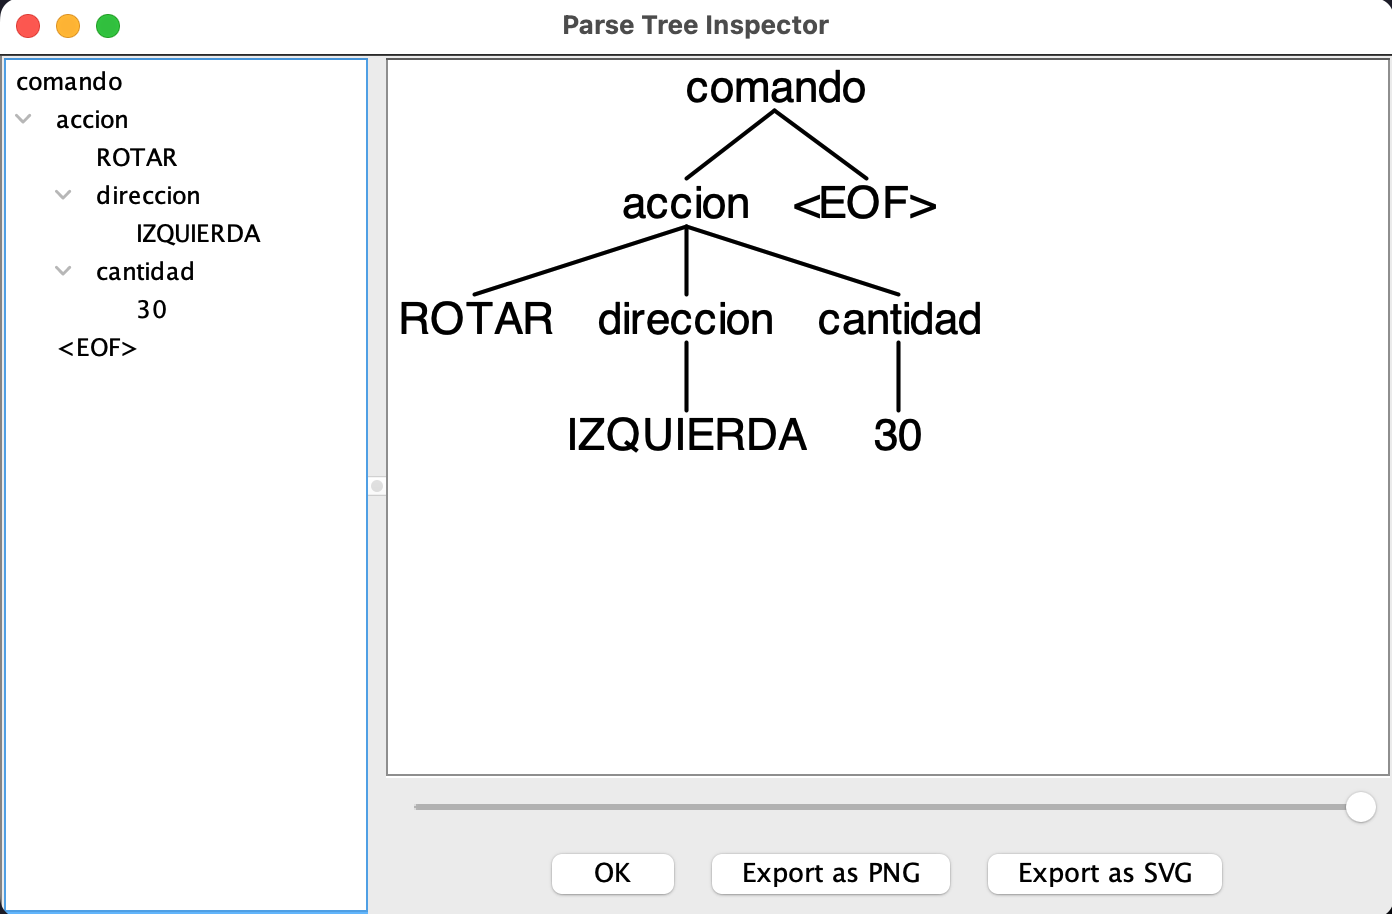 Parse Tree Inspector
comando
accion
ROTAR
direccion
IZQUIERDA
cantidad
30
<EOF>
comando
accion <EOF>
ROTAR direccion cantidad
IZQUIERDA 30
OK Export as PNG Export as SVG